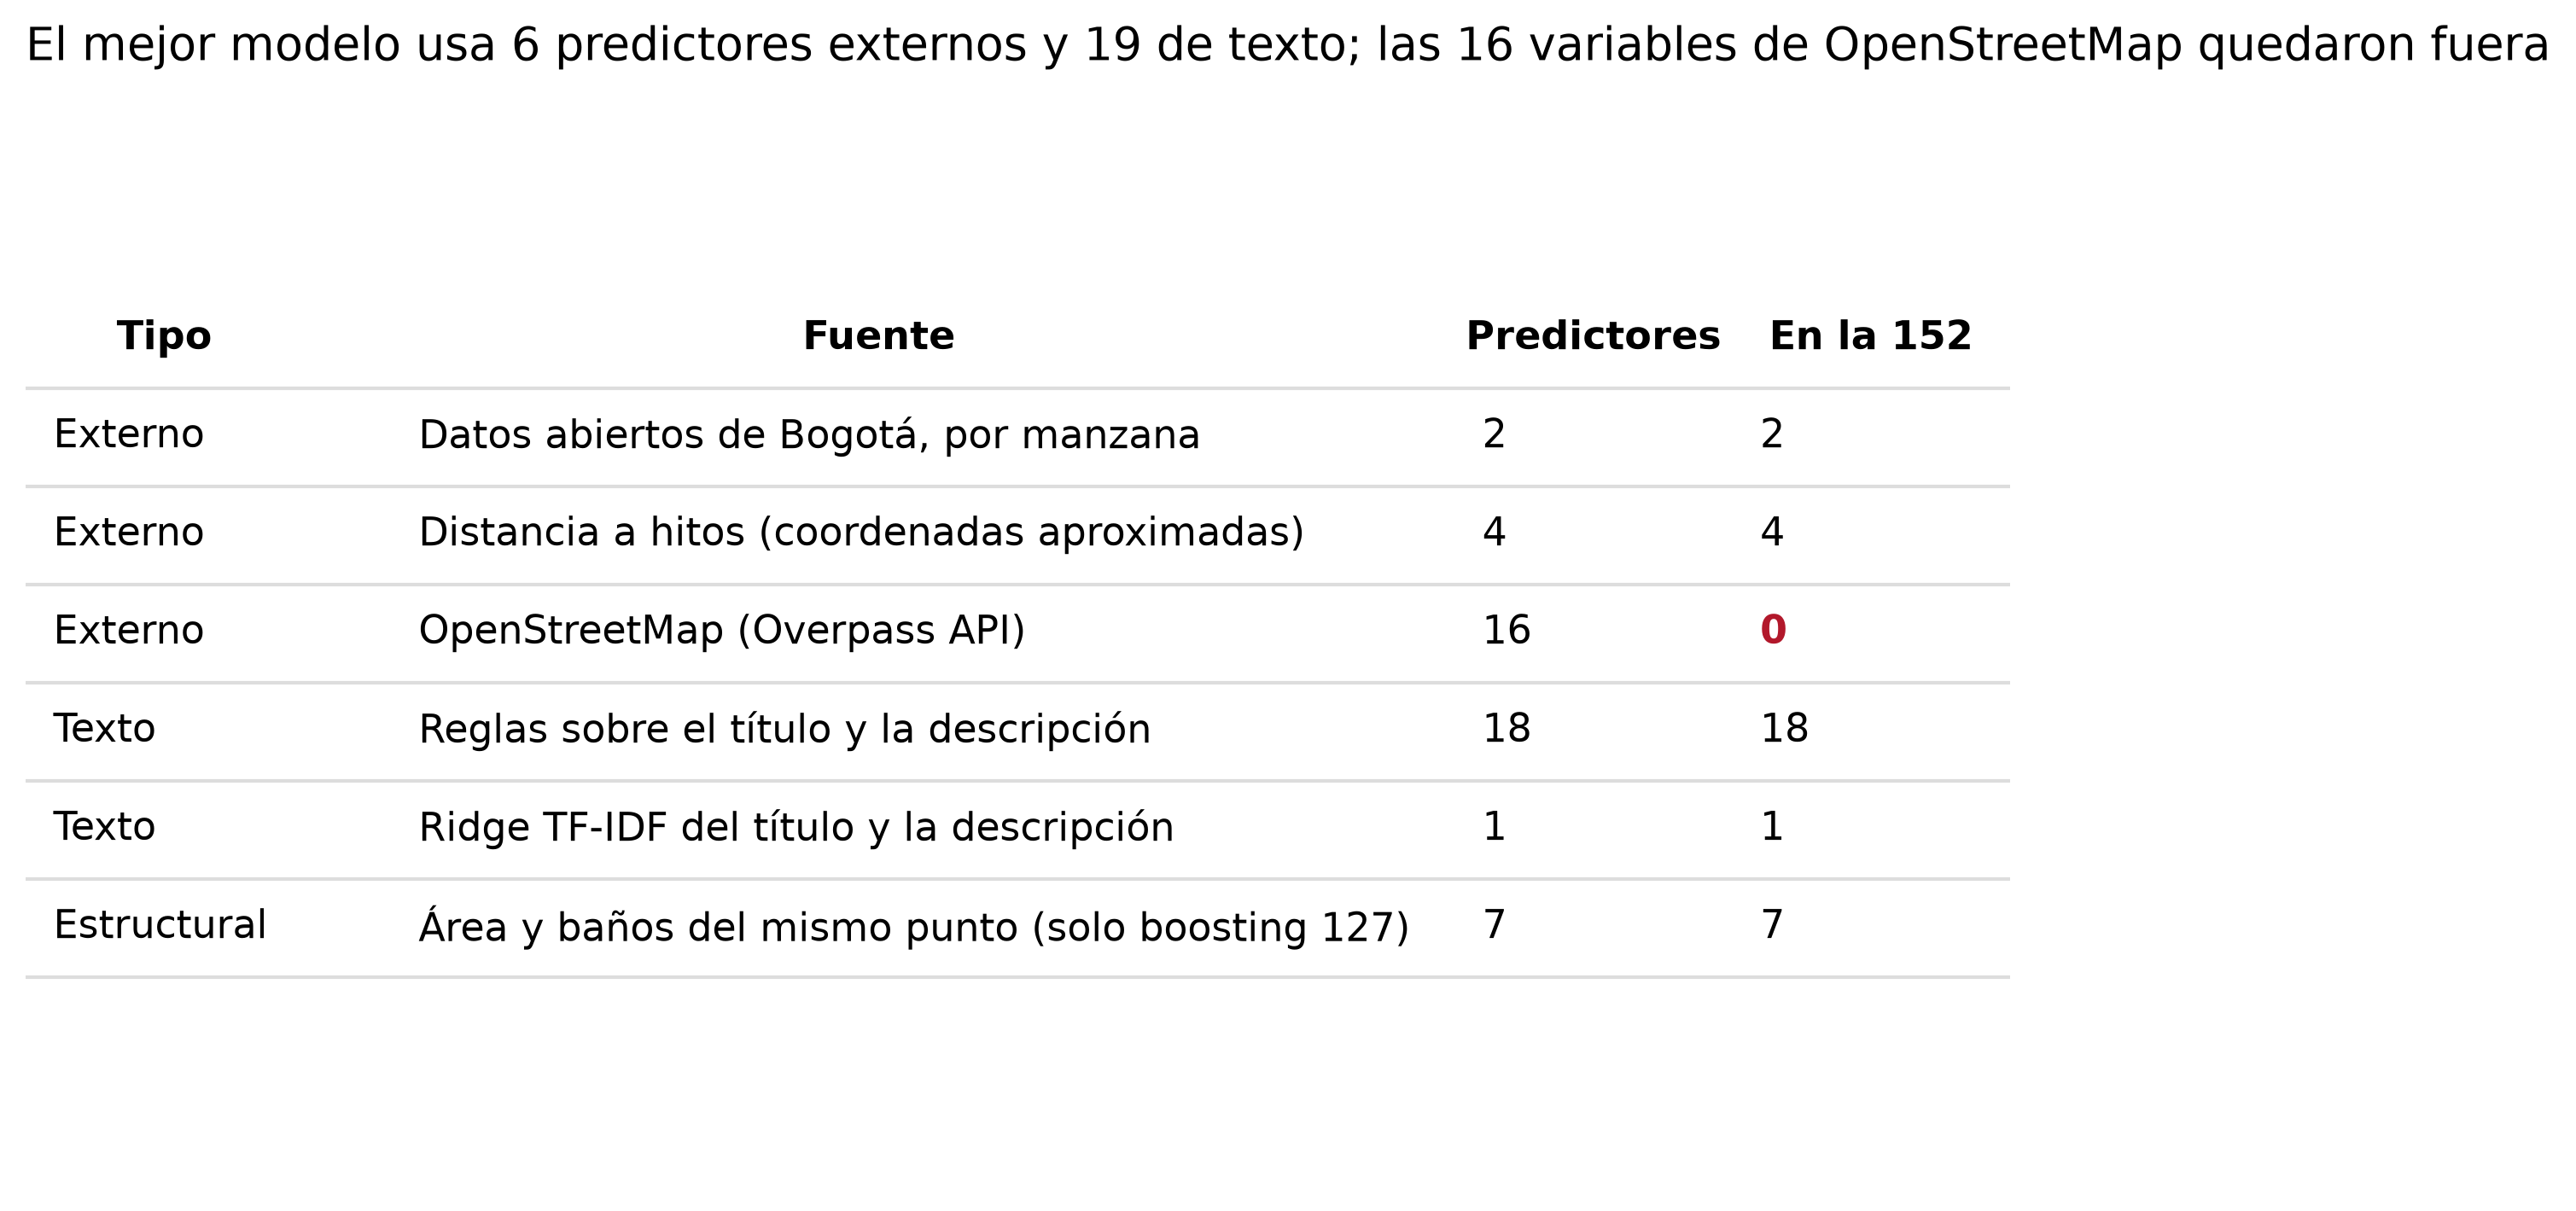 El mejor modelo usa 6 predictores externos y 19 de texto; las 16 variables de OpenStreetMap quedaron fuera
Tipo Fuente Predictores En la 152
Externo Datos abiertos de Bogotá, por manzana 2 2
Externo Distancia a hitos (coordenadas aproximadas) 4 4
Externo OpenStreetMap (Overpass API) 16 0
Texto Reglas sobre el título y la descripción 18 18
Texto Ridge TF-IDF del título y la descripción 1 1
Estructural Área y baños del mismo punto (solo boosting 127) 7 7